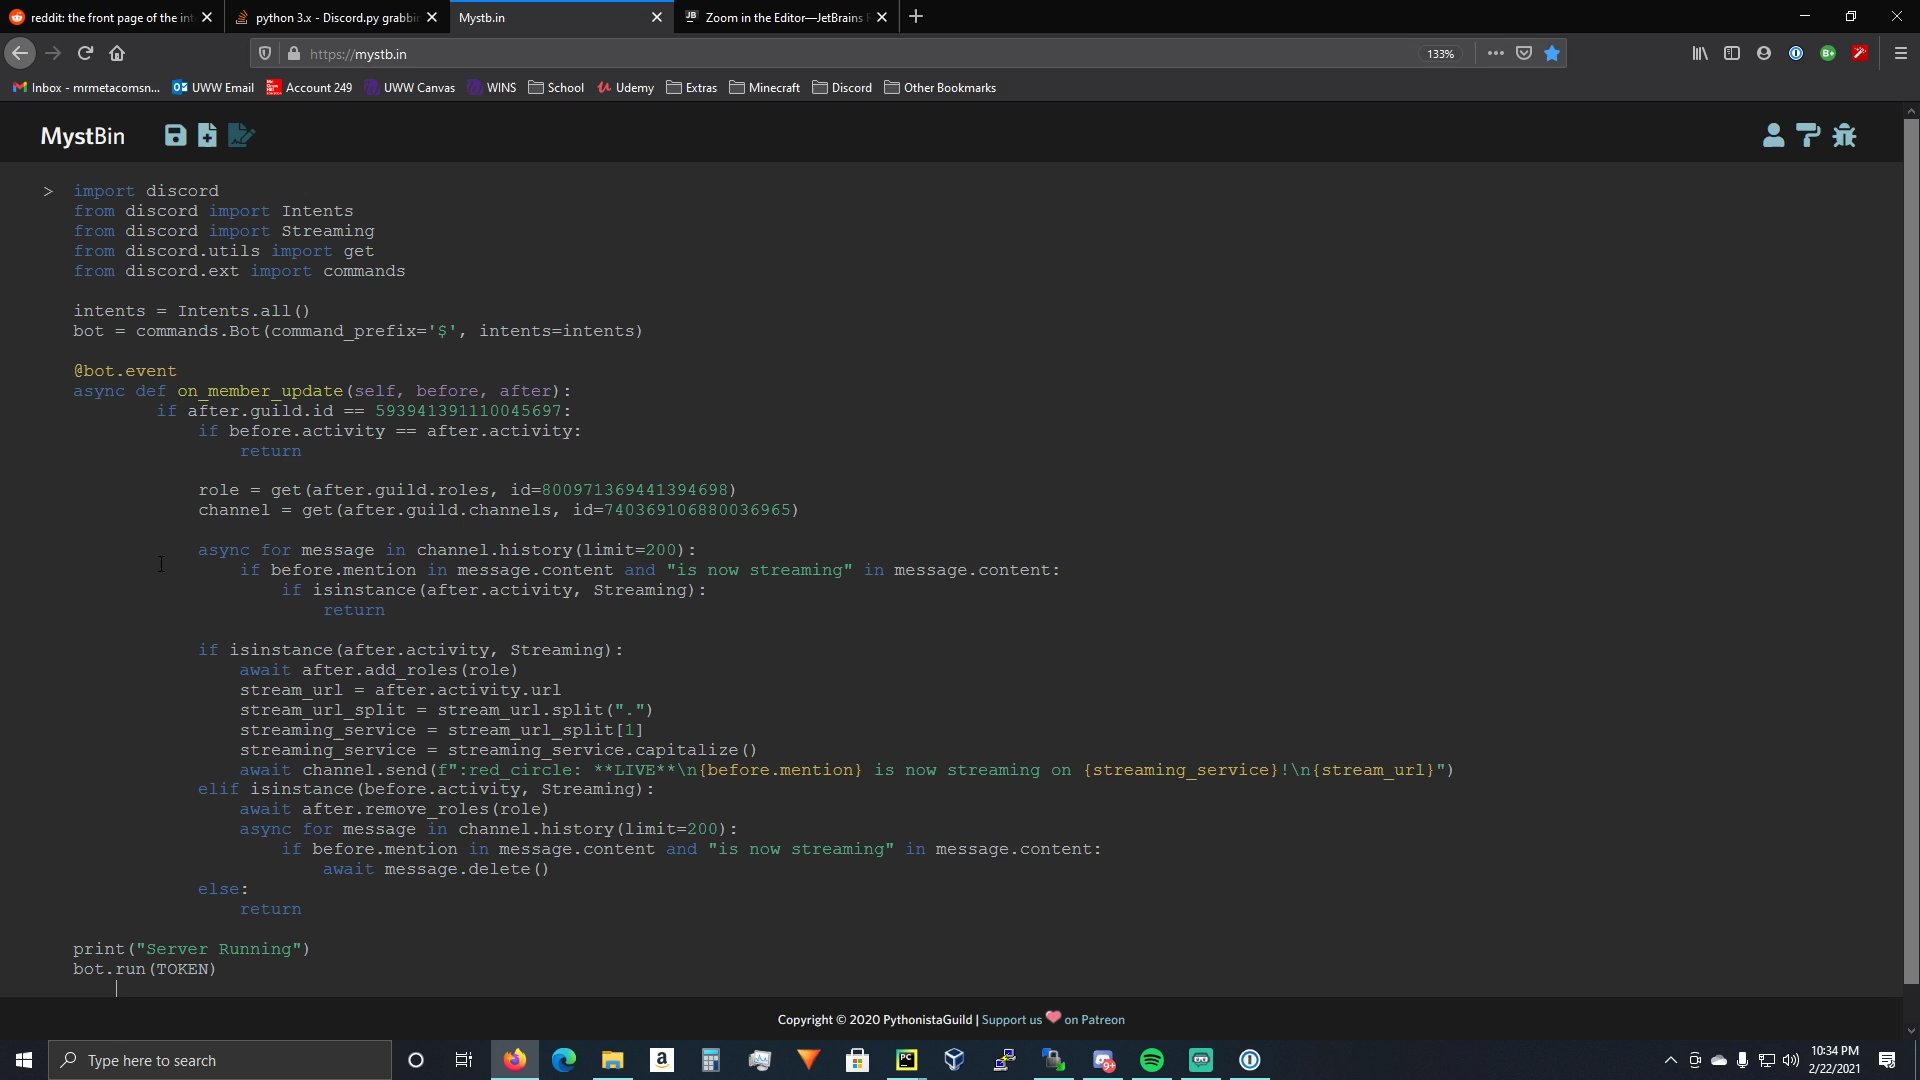 reddit: the front page of the in
python 3.x - Discord.py grabbin
Mystb.in
Zoom in the Editor—JetBrains
https://mystb.in
133%
Inbox - mrmetacomsn...
UWW Email
Account 249
UWW Canvas
WINS
School
Udemy
Extras
Minecraft
Discord
Other Bookmarks
MystBin
> import discord
from discord import Intents
from discord import Streaming
from discord.utils import get
from discord.ext import commands
intents = Intents.all()
bot = commands.Bot(command_prefix='$', intents=intents)
@bot.event
async def on_member_update(self, before, after):
if after.guild.id == 593941391110045697:
if before.activity == after.activity:
return
role = get(after.guild.roles, id=800971369441394698)
channel = get(after.guild.channels, id=740369106880036965)
async for message in channel.history(limit=200):
if before.mention in message.content and "is now streaming" in message.content:
if isinstance(after.activity, Streaming):
return
if isinstance(after.activity, Streaming):
await after.add_roles(role)
stream_url = after.activity.url
stream_url_split = stream_url.split(".")
streaming_service = stream_url_split[1]
streaming_service = streaming_service.capitalize()
await channel.send(f":red_circle: **LIVE**\n{before.mention} is now streaming on {streaming_service}!\n{stream_url}")
elif isinstance(before.activity, Streaming):
await after.remove_roles(role)
async for message in channel.history(limit=200):
if before.mention in message.content and "is now streaming" in message.content:
await message.delete()
else:
return
print("Server Running")
bot.run(TOKEN)
Copyright © 2020 PythonistaGuild | Support us ❤ on Patreon
Type here to search
10:34 PM
2/22/2021